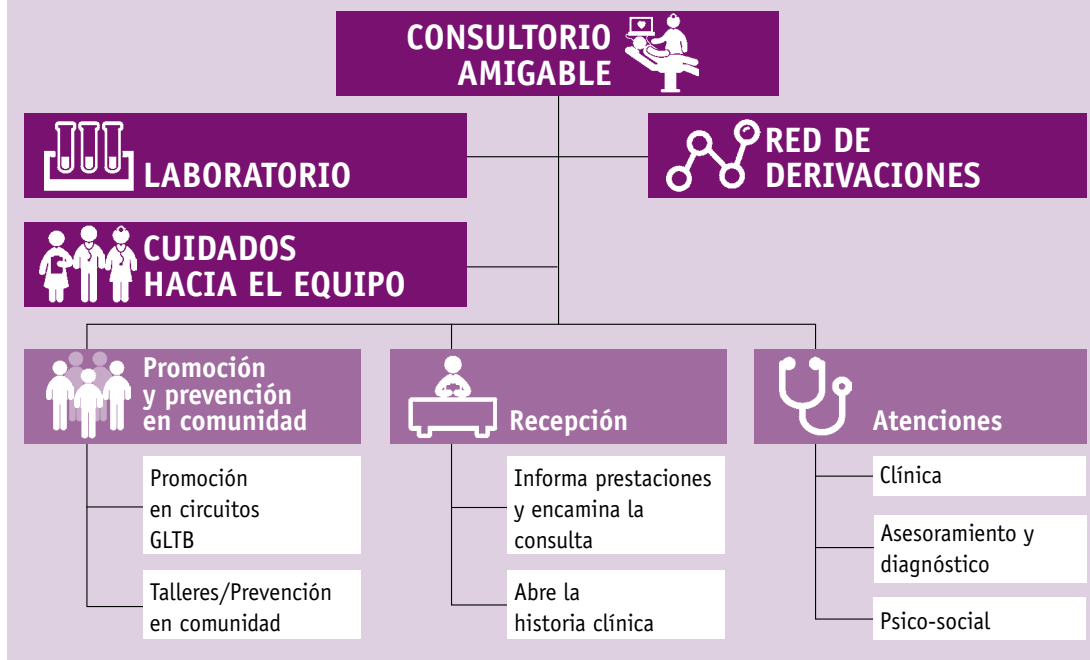 CONSULTORIO
AMIGABLE
LABORATORIO
RED DE
DERIVACIONES
CUIDADOS
HACIA EL EQUIPO
Promoción
y prevención
en comunidad
Recepción
Atenciones
Promoción
en circuitos
GLTB
Talleres/Prevención
en comunidad
Informa prestaciones
y encamina la
consulta
Abre la
historia clínica
Clínica
Asesoramiento y
diagnóstico
Psico-social